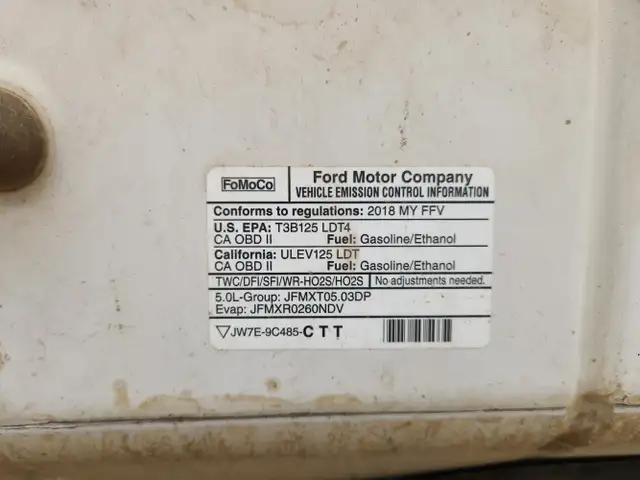 FoMoCo
Ford Motor Company
VEHICLE EMISSION CONTROL INFORMATION
Conforms to regulations: 2018 MY FFV
U.S. EPA: T3B125 LDT4
CA OBD II Fuel: Gasoline/Ethanol
California: ULEV125 LDT
CA OBD II Fuel: Gasoline/Ethanol
TWC/DFI/SFI/WR-HO2S/HO2S No adjustments needed.
5.0L-Group: JFMXT05.03DP
Evap: JFMXR0260NDV
▽JW7E-9C485-CTT